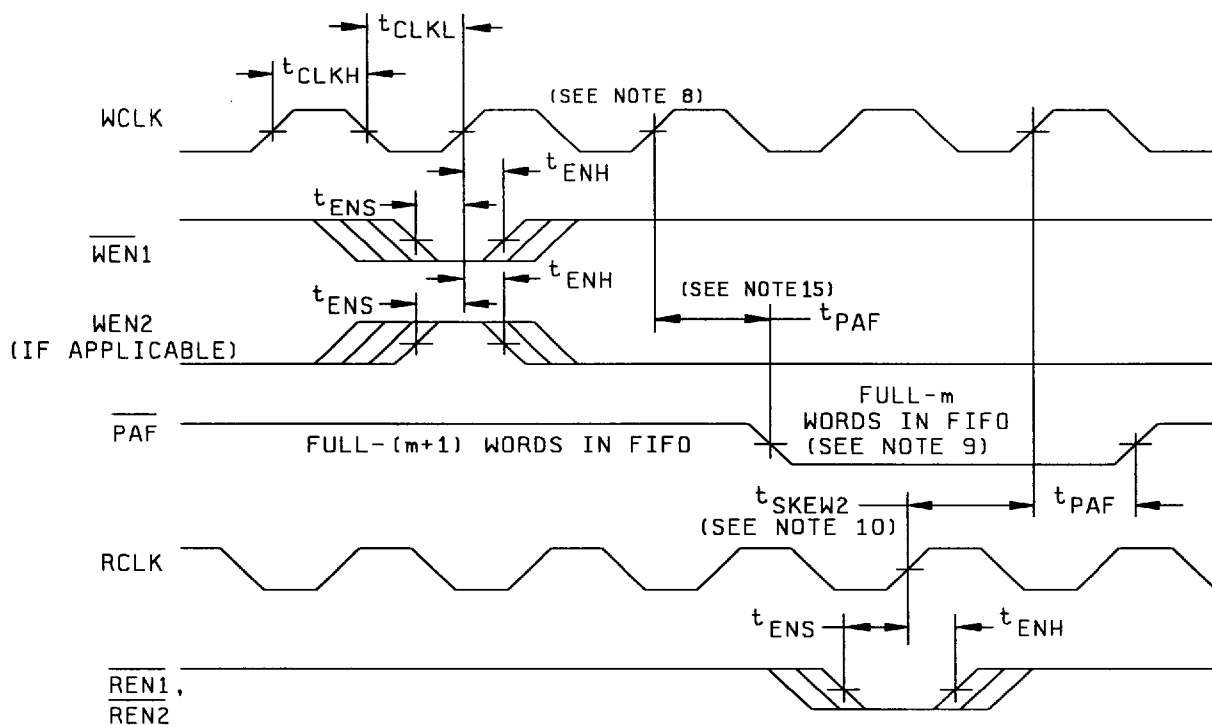 tCLKL
tCLKH
(SEE NOTE 8)
WCLK
tENH
tENS
WEN1
tENH
(SEE NOTE 15)
tENS
WEN2
tPAF
(IF APPLICABLE)
FULL-m
PAF
WORDS IN FIFO
FULL-(m+1) WORDS IN FIFO
(SEE NOTE 9)
tSKEW2
tPAF
(SEE NOTE 10)
RCLK
tENS
tENH
REN1,
REN2